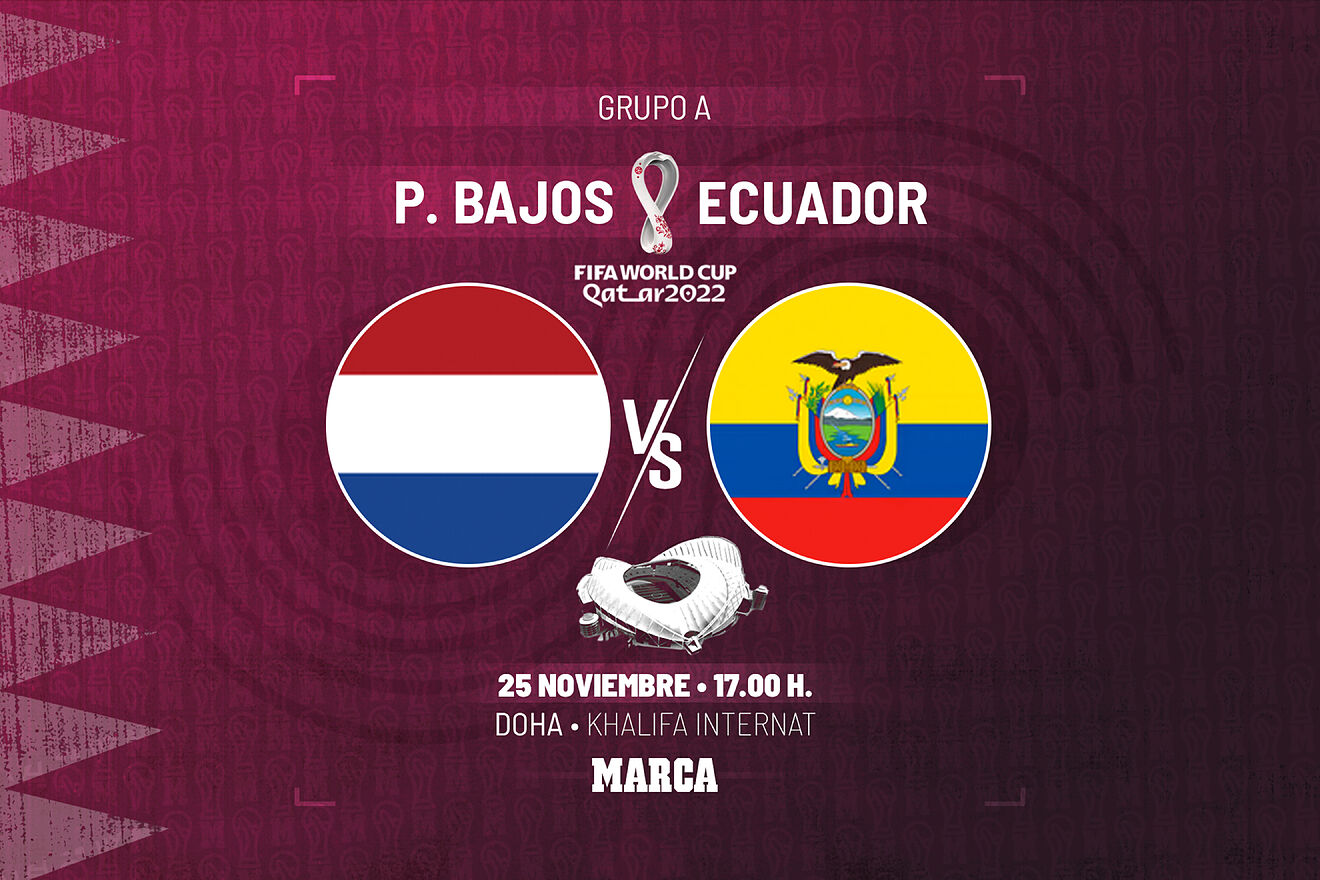 GRUPO A
P. BAJOS ECUADOR
FIFA WORLD CUP
Qatar2022
VS
25 NOVIEMBRE • 17.00 H.
DOHA • KHALIFA INTERNAT
MARCA